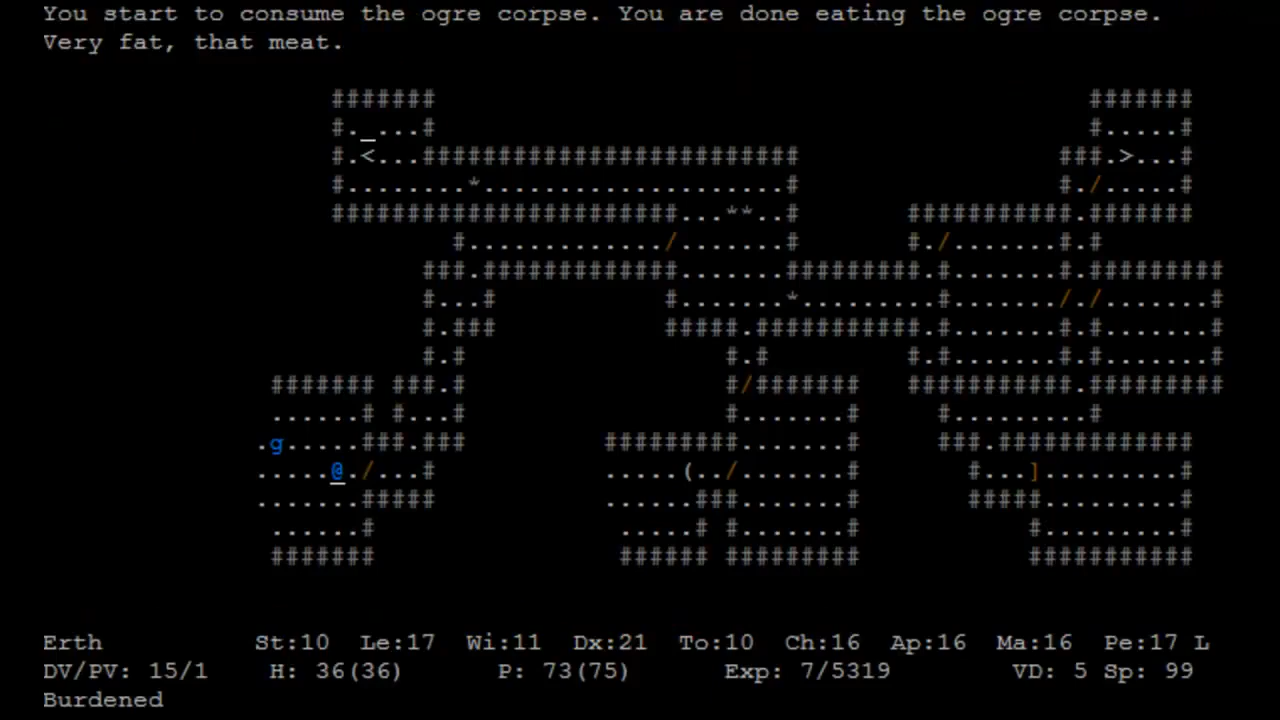 You start to consume the ogre corpse. You are done eating the ogre corpse.
Very fat, that meat.
#######                                           #######
#._...#                                           #.....#
#.<...#########################                 ###.>...#
#........*....................#                 #./.....#
#######################...**..#       ###########.#######
#............./.......#       #./.......#.#
###.#############.......#########.#.......#.#########
#...#           #.......*.........#......././.......#
#.###           #####.###########.#.......#.#.......#
#.#                 #.#         #.#.......#.#.......#
####### ###.#                 #/#######   ###########.#########
......# #...#                 #.......#     #.........#
.g.....###.###         #########.......#     ###.#############
.....@./...#           .....(../.......#       #...].........#
.......#####           ......###.......#       #####.........#
......#                .....# #.......#           #.........#
#######                ###### #########           ###########
Erth St:10 Le:17 Wi:11 Dx:21 To:10 Ch:16 Ap:16 Ma:16 Pe:17 L
DV/PV: 15/1 H: 36(36) P: 73(75) Exp: 7/5319 VD: 5 Sp: 99
Burdened